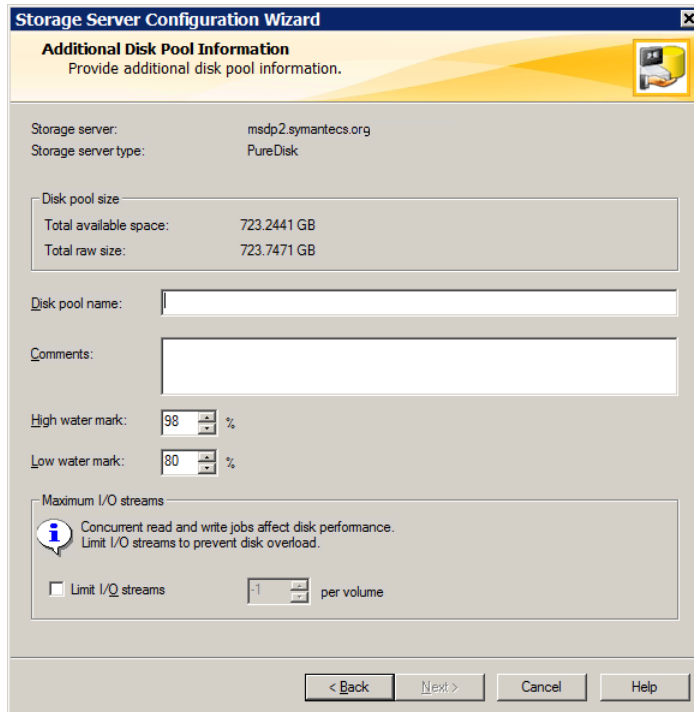 Storage Server Configuration Wizard
Additional Disk Pool Information
Provide additional disk pool information.
Storage server: msdp2.symantecs.org
Storage server type: PureDisk
Disk pool size
Total available space: 723.2441 GB
Total raw size: 723.7471 GB
Disk pool name:
Comments:
High water mark: 98 %
Low water mark: 80 %
Maximum I/O streams
Concurrent read and write jobs affect disk performance.
Limit I/O streams to prevent disk overload.
Limit I/O streams -1 per volume
< Back Next > Cancel Help